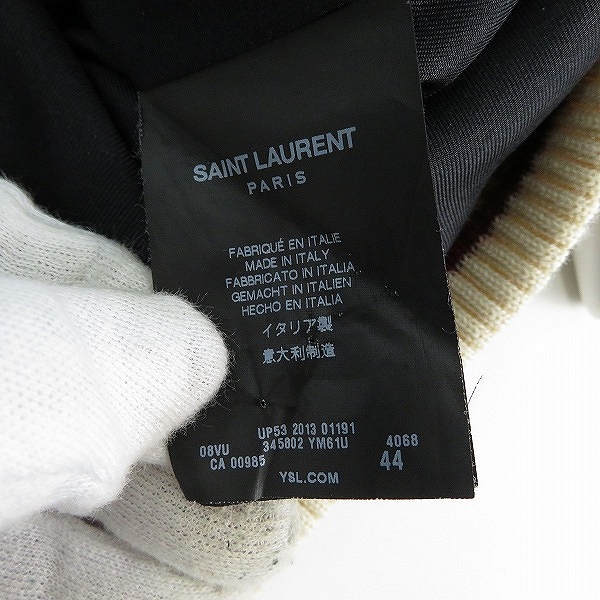 SAINT LAURENT
PARIS
FABRIQUÉ EN ITALIE
MADE IN ITALY
FABBRICATO IN ITALIA
GEMACHT IN ITALIEN
HECHO EN ITALIA
イタリア製
意大利制造
UP53 2013 01191
08VU 345802 YM61U 4068
CA 00985 44
YSL.COM